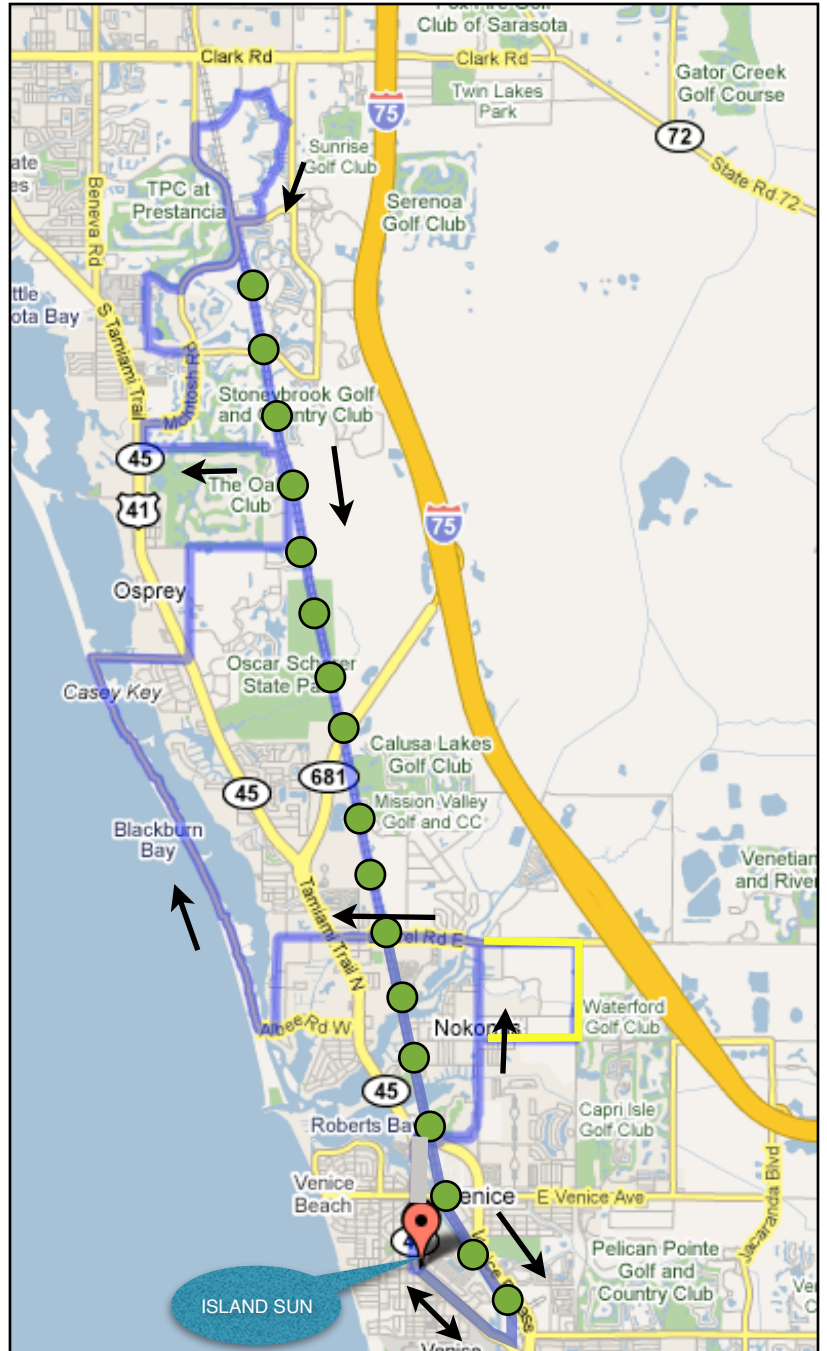 Club of Sarasota
Clark Rd
Clark Rd
Gator Creek
Golf Course
Twin Lakes
Park
75
72
State Rd 72
Sunrise
Golf Club
TPC at
Prestancia
Beneva Rd
Serenoa
Golf Club
S Tamiami Trail
McIntosh Rd
Stoneybrook Golf
and Country Club
45
The Oa
Club
41
75
Osprey
Oscar Scherer
State Pa
Casey Key
Calusa Lakes
Golf Club
681
45
Mission Valley
Golf and CC
Blackburn
Bay
Venetian
and River
Tamiami Trail N
el Rd E
Waterford
Golf Club
Nokomis
Albee Rd W
45
Capri Isle
Golf Club
Roberts Bay
Jacaranda Blvd
Venice
Beach
enice
E Venice Ave
Pelican Pointe
Golf and
Country Club
ISLAND SUN